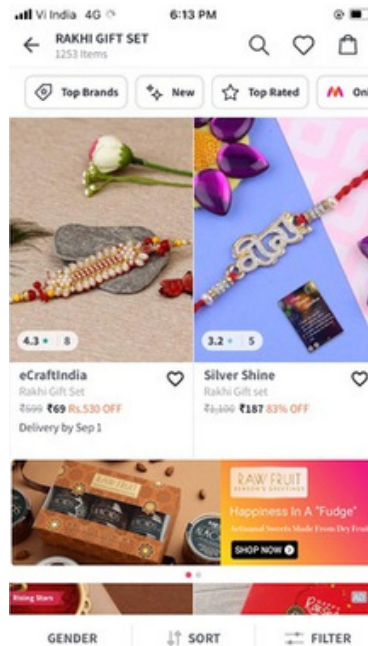 Vi India 4G 6:13 PM
RAKHI GIFT SET
1253 Items
Top Brands
New
Top Rated
4.3 8
3.2 5
eCraftIndia
Rakhi Gift Set
₹599 ₹69 Rs.530 OFF
Delivery by Sep 1
Silver Shine
Rakhi Gift set
₹1,100 ₹187 83% OFF
RAW FRUIT
SEASON'S GREETINGS
Happiness In A "Fudge"
Artisanal Sweets Made From Dry Fruit
SHOP NOW
Rising Stars
AD
GENDER
SORT
FILTER